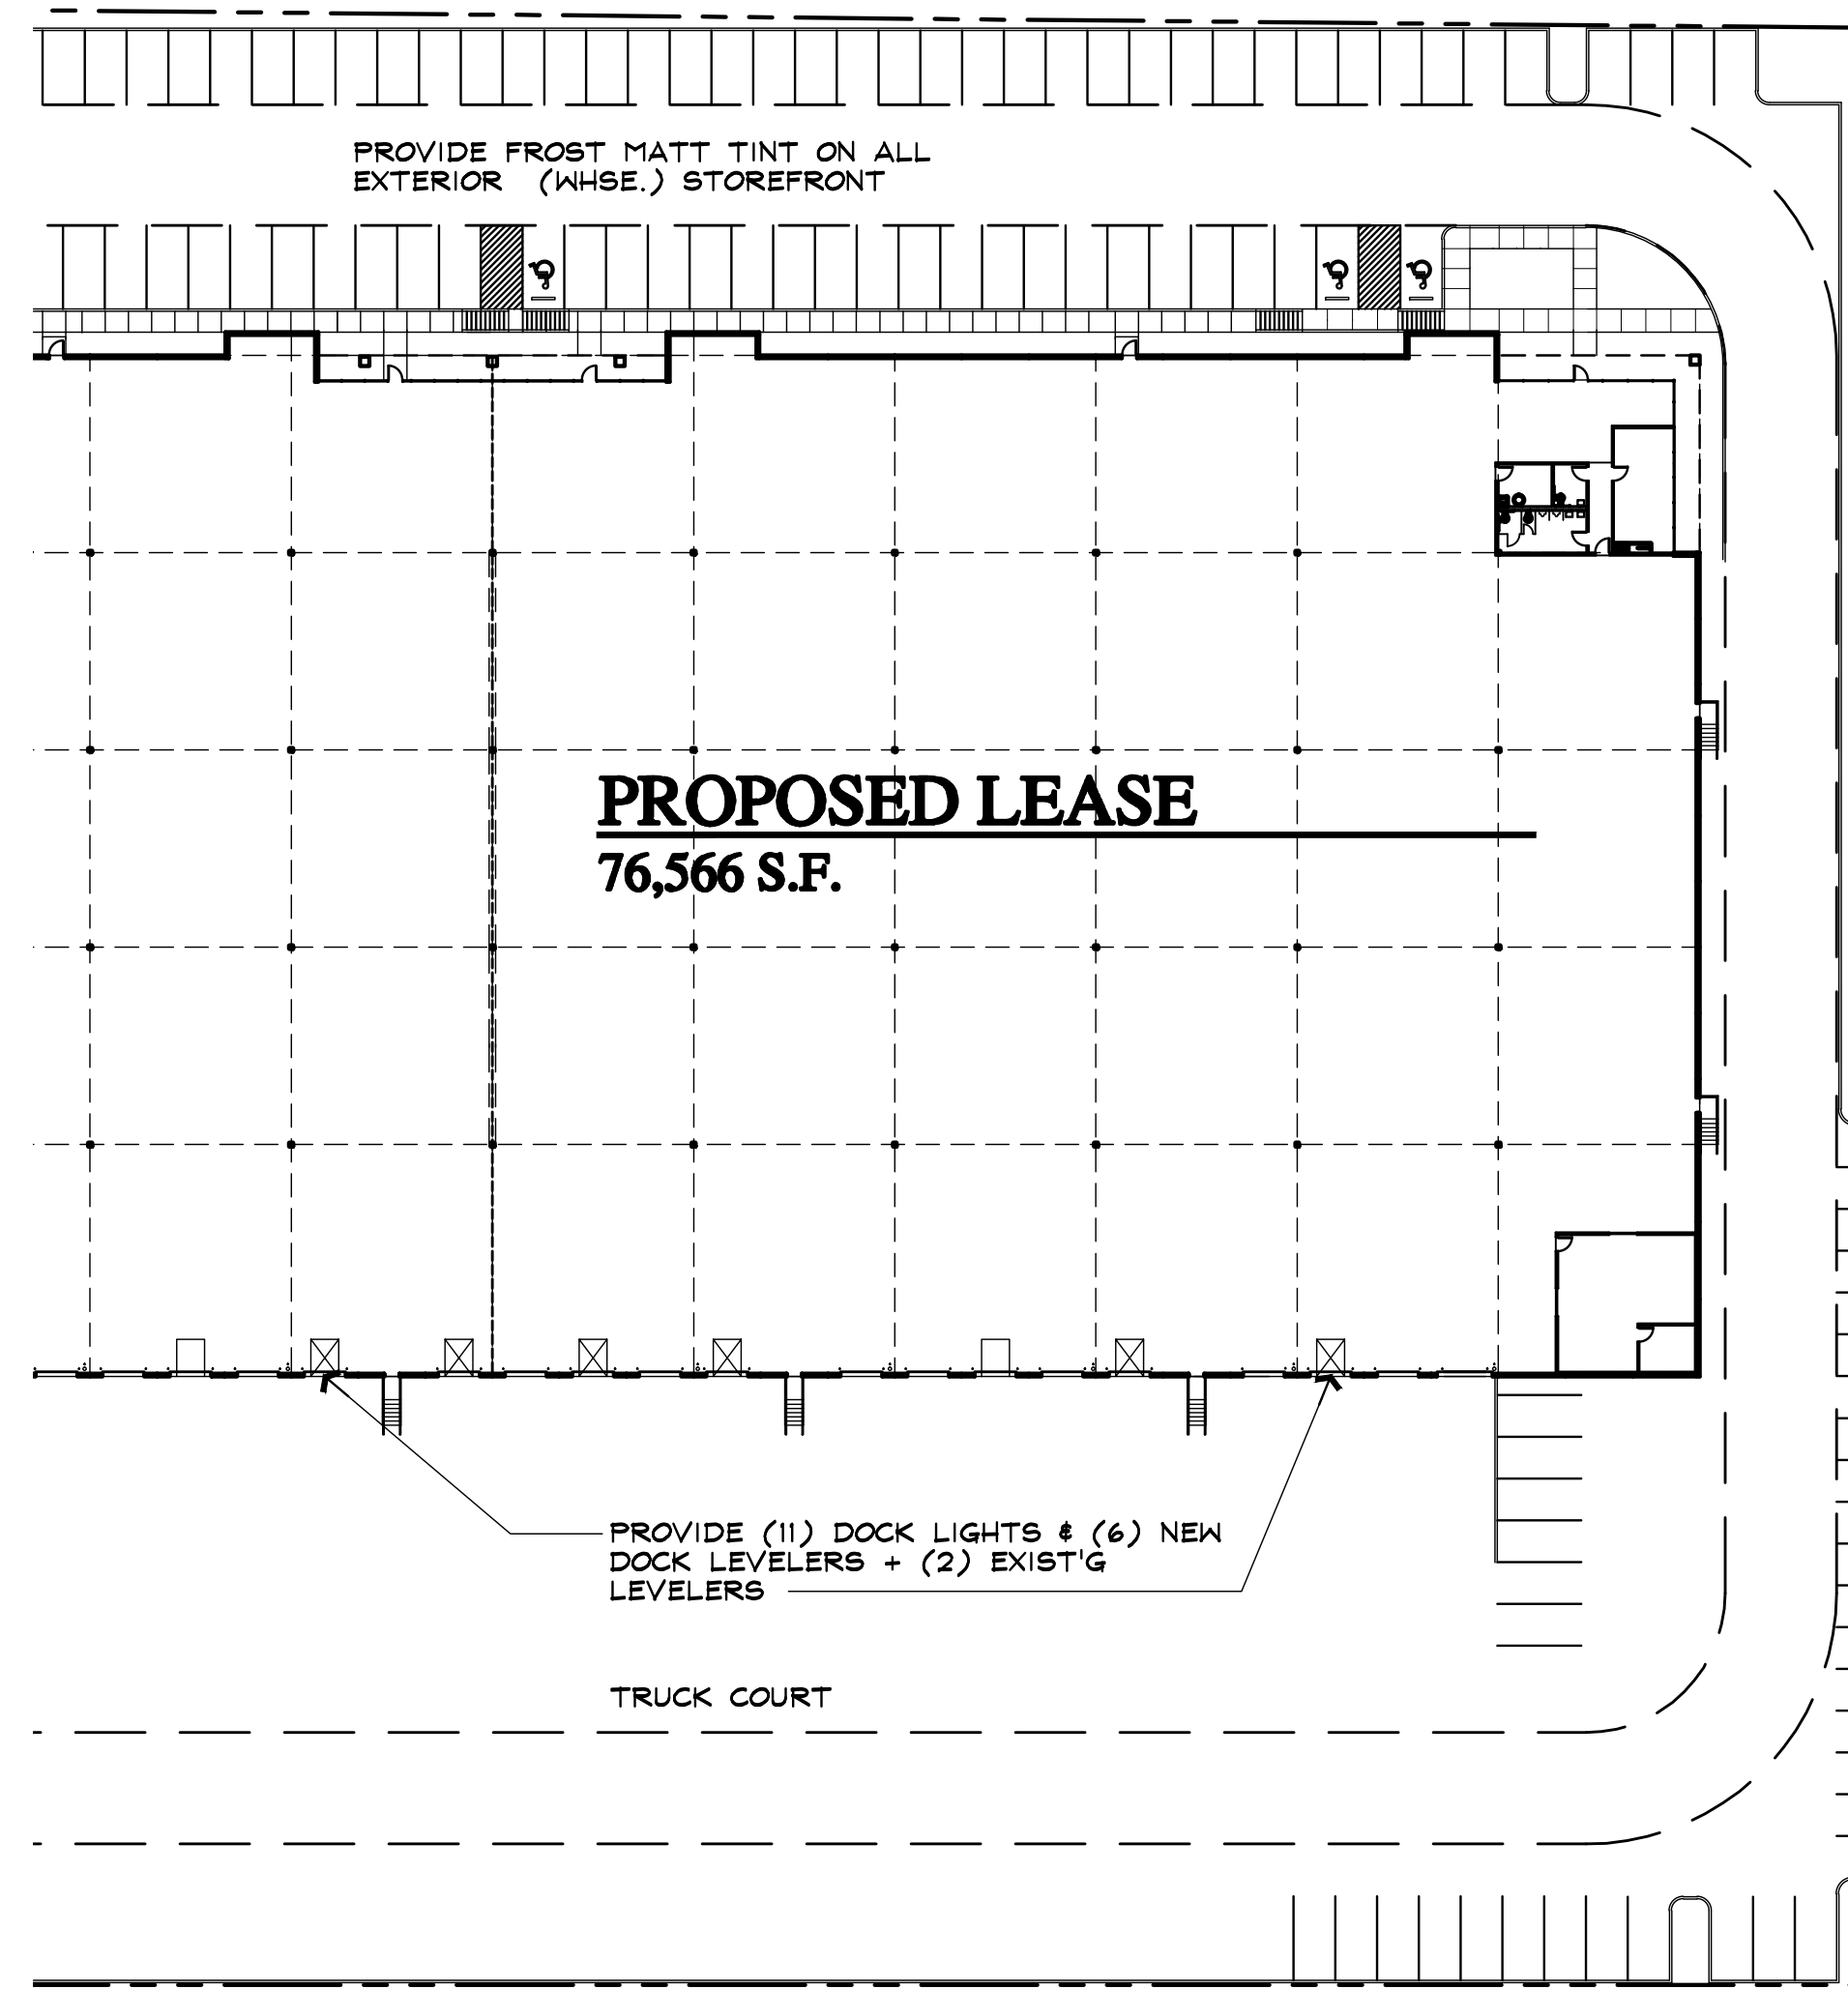 PROVIDE FROST MATT TINT ON ALL
EXTERIOR (WHSE.) STOREFRONT
PROPOSED LEASE
76,566 S.F.
PROVIDE (11) DOCK LIGHTS & (6) NEW
DOCK LEVELERS + (2) EXIST'G
LEVELERS
TRUCK COURT